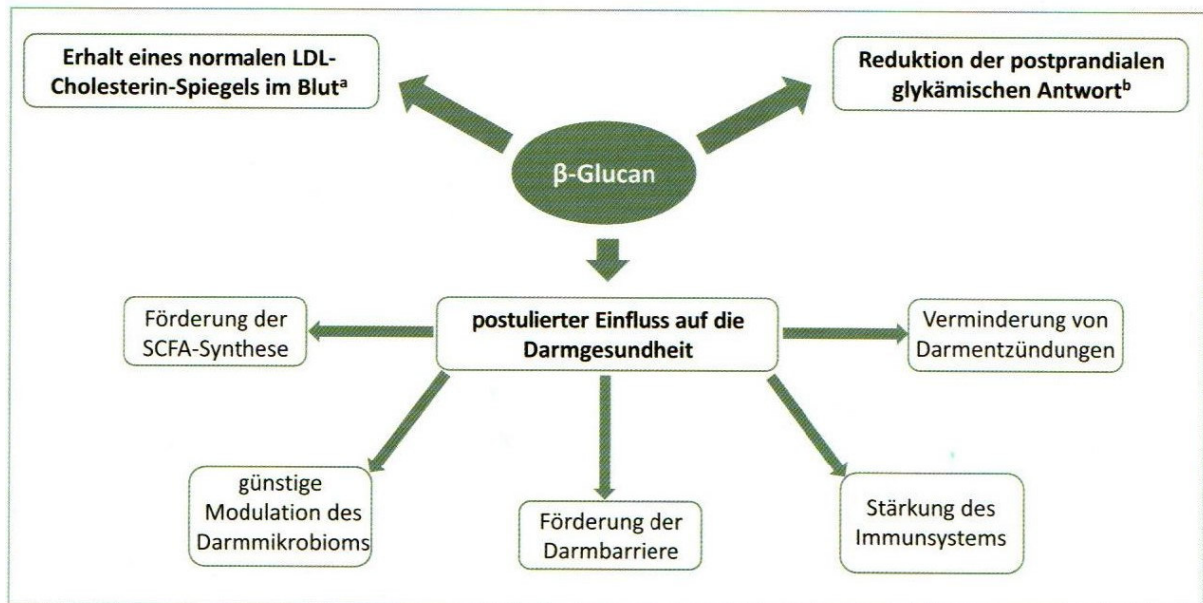 Erhalt eines normalen LDL-
Cholesterin-Spiegels im Blutᵃ
Reduktion der postprandialen
glykämischen Antwortᵇ
β-Glucan
Förderung der
SCFA-Synthese
postulierter Einfluss auf die
Darmgesundheit
Verminderung von
Darmentzündungen
günstige
Modulation des
Darmmikrobioms
Förderung der
Darmbarriere
Stärkung des
Immunsystems